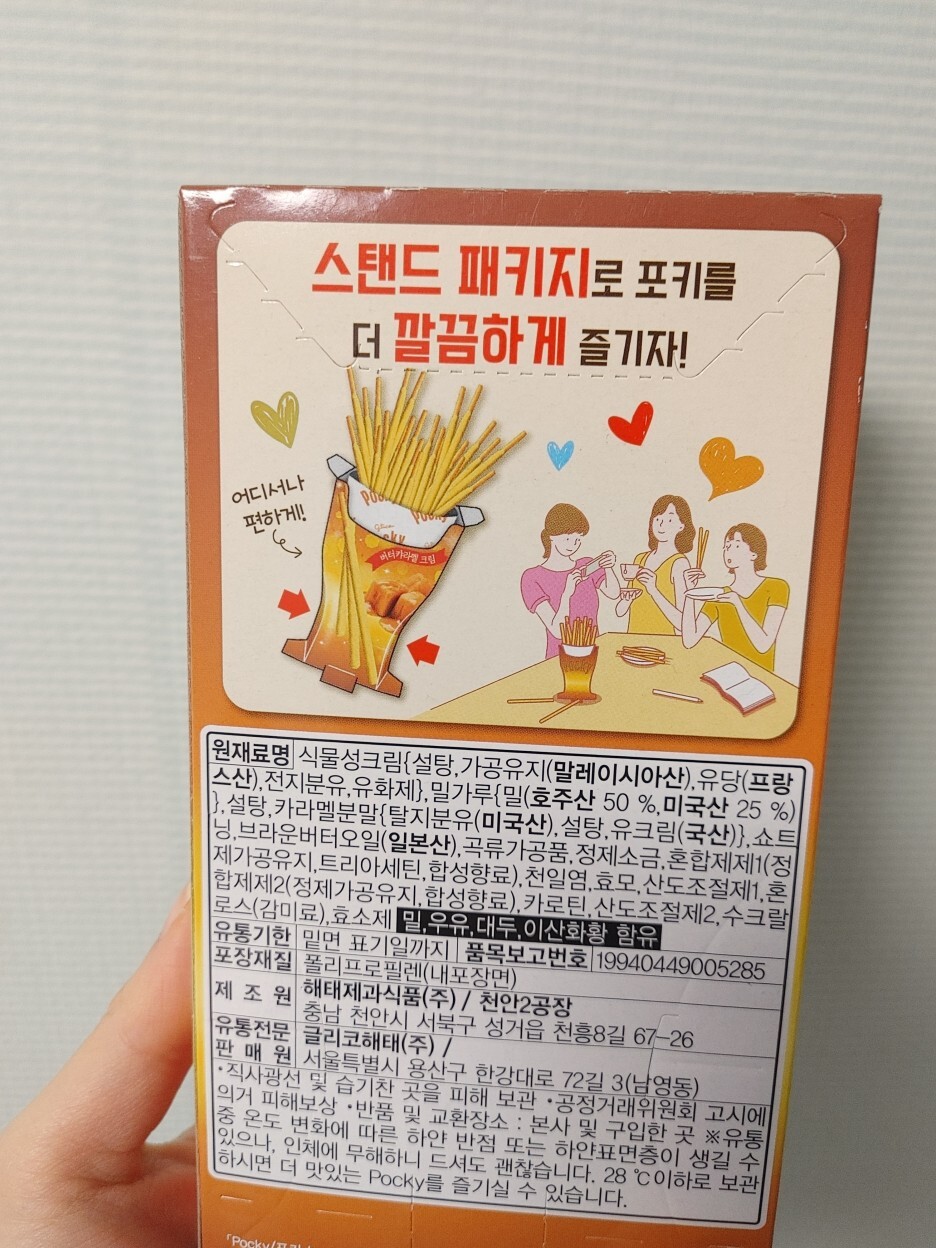 스탠드 패키지로 포키를
더 깔끔하게 즐기자!
어디서나
편하게!
버터카라멜 크림
원재료명 식물성크림{설탕,가공유지(말레이시아산),유당(프랑
스산),전지분유,유화제},밀가루{밀(호주산 50 %,미국산 25 %)
},설탕,카라멜분말{탈지분유(미국산),설탕,유크림(국산)},쇼트
닝,브라운버터오일(일본산),곡류가공품,정제소금,혼합제제1(정
제가공유지,트리아세틴,합성향료),천일염,효모,산도조절제1,혼
합제제2(정제가공유지,합성향료),카로틴,산도조절제2,수크랄
로스(감미료),효소제 밀,우유,대두,이산화황 함유
유통기한 밑면 표기일까지 품목보고번호 19940449005285
포장재질 폴리프로필렌(내포장면)
제 조 원 해태제과식품(주) / 천안2공장
충남 천안시 서북구 성거읍 천흥8길 67-26
유통전문 판 매 원 글리코해태(주) /
서울특별시 용산구 한강대로 72길 3(남영동)
•직사광선 및 습기찬 곳을 피해 보관 •공정거래위원회 고시에
의거 피해보상 •반품 및 교환장소 : 본사 및 구입한 곳 ※유통
중 온도 변화에 따른 하얀 반점 또는 하얀표면층이 생길 수
있으나, 인체에 무해하니 드셔도 괜찮습니다. 28 ℃이하로 보관
하시면 더 맛있는 Pocky를 즐기실 수 있습니다.
「Pocky/포키